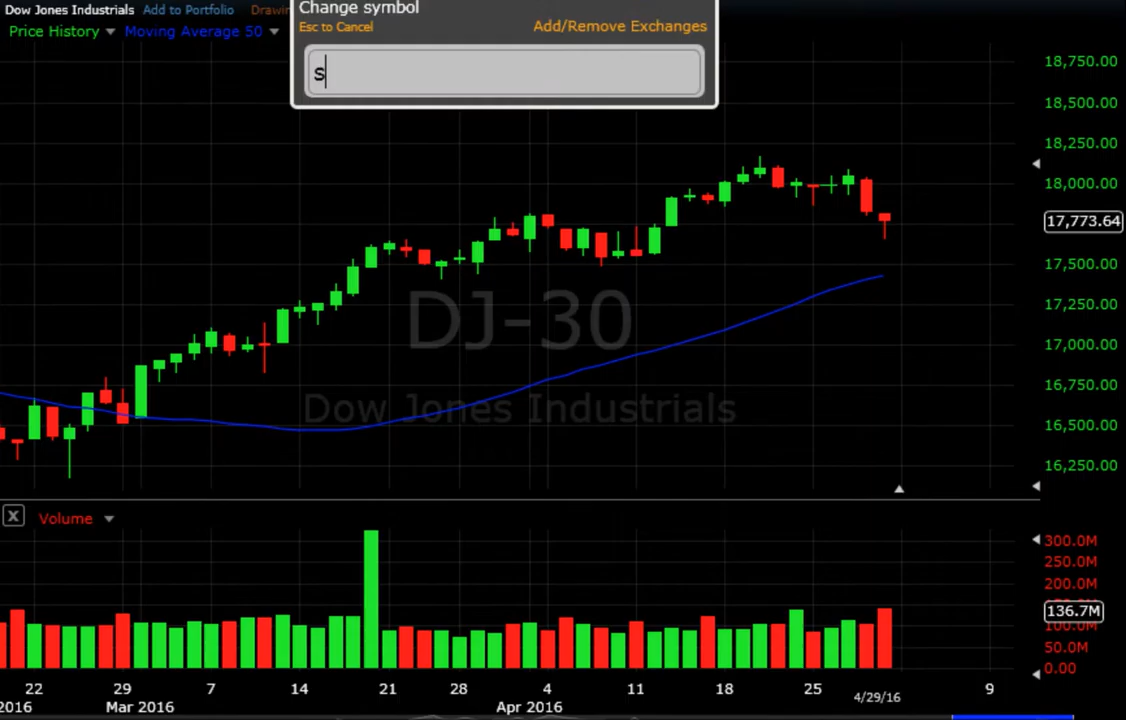 Dow Jones Industrials Add to Portfolio Drawin
Price History Moving Average 50
Change symbol
Esc to Cancel Add/Remove Exchanges
s
18,750.00
18,500.00
18,250.00
18,000.00
17,773.64
17,500.00
17,250.00
17,000.00
16,750.00
16,500.00
16,250.00
DJ-30
Dow Jones Industrials
X Volume
300.0M
250.0M
200.0M
136.7M
100.0M
50.0M
0.00
22 29 7 14 21 28 4 11 18 25 4/29/16 9
2016 Mar 2016 Apr 2016